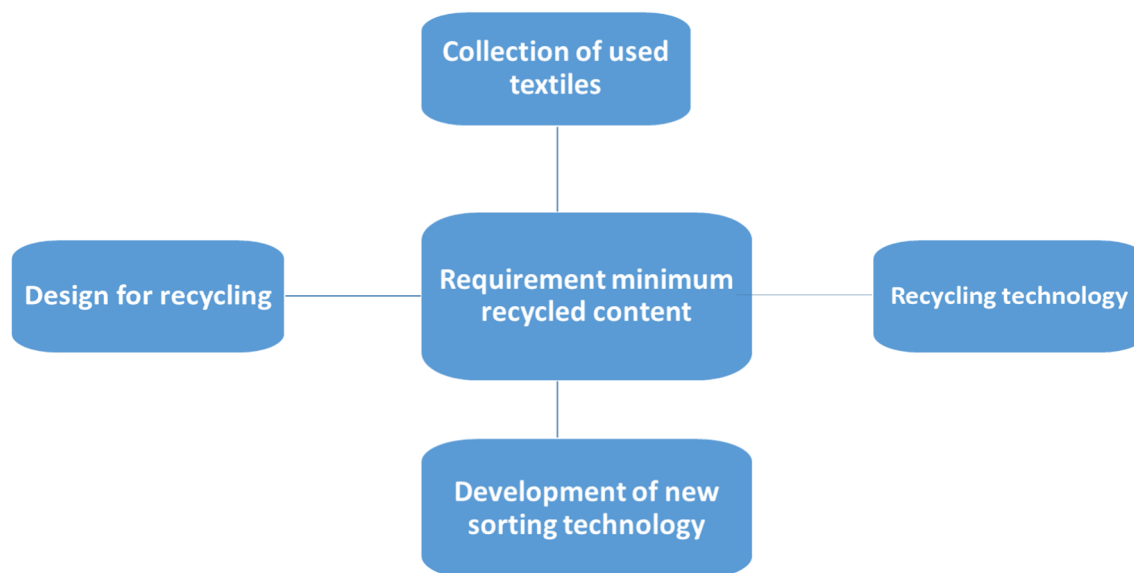 Collection of used
textiles
Design for recycling
Requirement minimum
recycled content
Recycling technology
Development of new
sorting technology